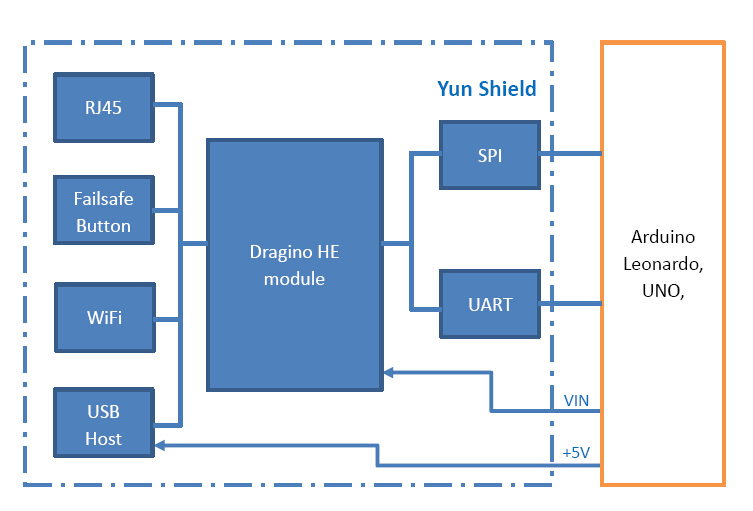 Yun Shield
RJ45
Failsafe
Button
WiFi
USB
Host
Dragino HE
module
SPI
UART
VIN
+5V
Arduino
Leonardo,
UNO,